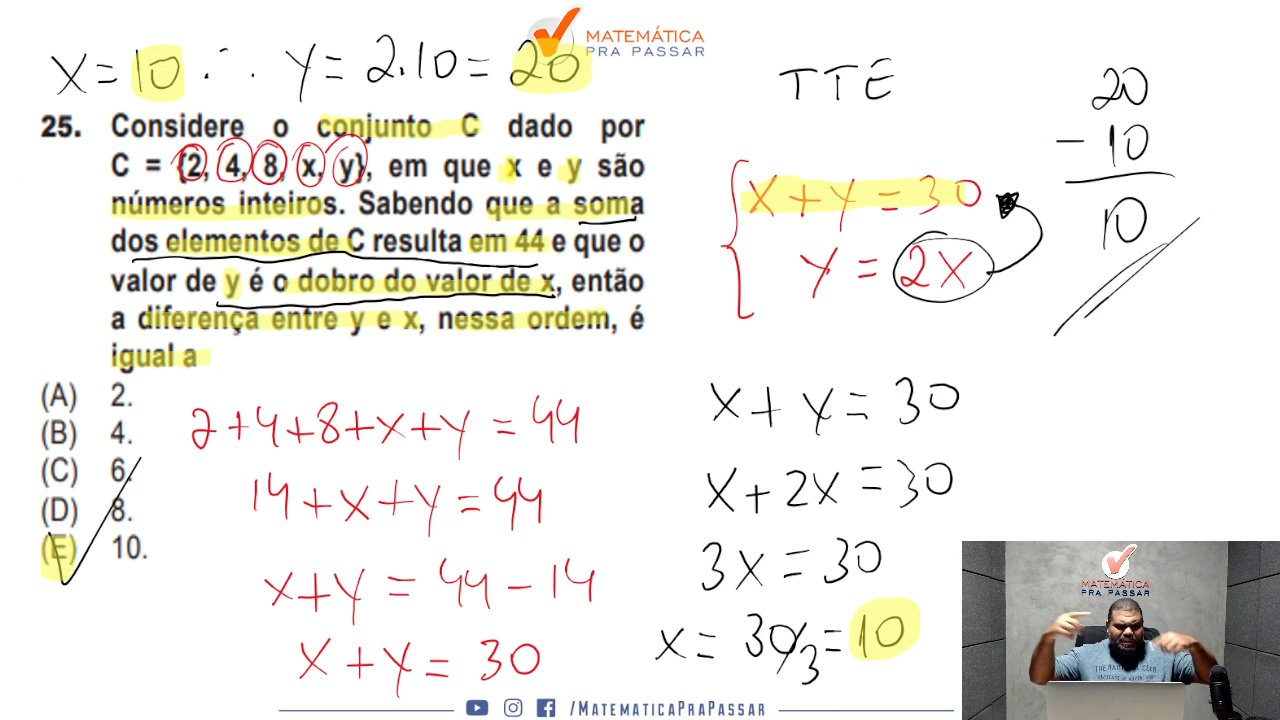 MATEMÁTICA
PRA PASSAR
X = 10 ∴ Y = 2.10 = 20
25. Considere o conjunto C dado por
C = {2, 4, 8, x, y}, em que x e y são
números inteiros. Sabendo que a soma
dos elementos de C resulta em 44 e que o
valor de y é o dobro do valor de x, então
a diferença entre y e x, nessa ordem, é
igual a
(A) 2.
(B) 4.
(C) 6.
(D) 8.
(E) 10.
2+4+8+X+Y = 44
14+X+Y = 44
X+Y = 44 - 14
X+Y = 30
TTE
X+Y = 30
Y = 2X
20
- 10
10
X+Y = 30
X+2X = 30
3X = 30
X = 30/3 = 10
MATEMÁTICA
PRA PASSAR
/MATEMATICAPRAPASSAR